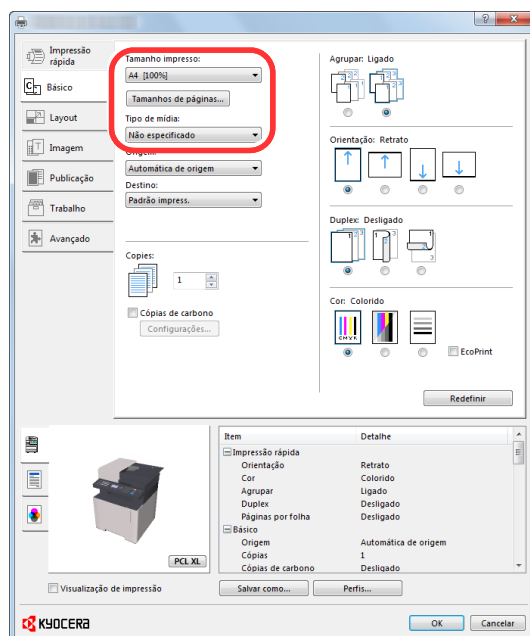 Impressão
rápida
Básico
Layout
Imagem
Publicação
Trabalho
Avançado
Tamanho impresso:
A4 [100%]
Tamanhos de páginas...
Tipo de mídia:
Não especificado
Origem:
Automática de origem
Destino:
Padrão impress.
Copies:
1
Cópias de carbono
Configurações...
Agrupar: Ligado
Orientação: Retrato
Duplex: Desligado
Cor: Colorido
CMYK
EcoPrint
Redefinir
PCL XL
Visualização de impressão
Item Detalhe
Impressão rápida
Orientação Retrato
Cor Colorido
Agrupar Ligado
Duplex Desligado
Páginas por folha Desligado
Básico
Origem Automática de origem
Cópias 1
Cópias de carbono Desligado
Salvar como... Perfis...
KYOCERA
OK Cancelar